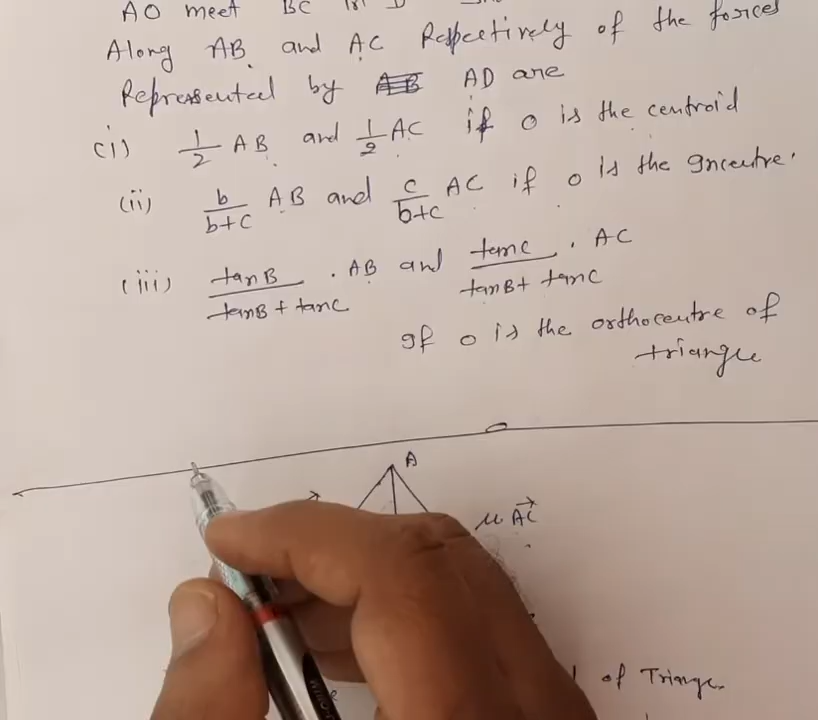 AO meet BC in D
Along AB and AC Respectively of the forces
Represented by AD are
(i) 1/2 AB and 1/2 AC if O is the centroid
(ii) b/b+c AB and c/b+c AC if O is the Incentre.
(iii) tanB/tanB + tanC . AB and tanC/tanB + tanC . AC
If O is the orthocentre of
triangle
A
μ AC
of Triange.